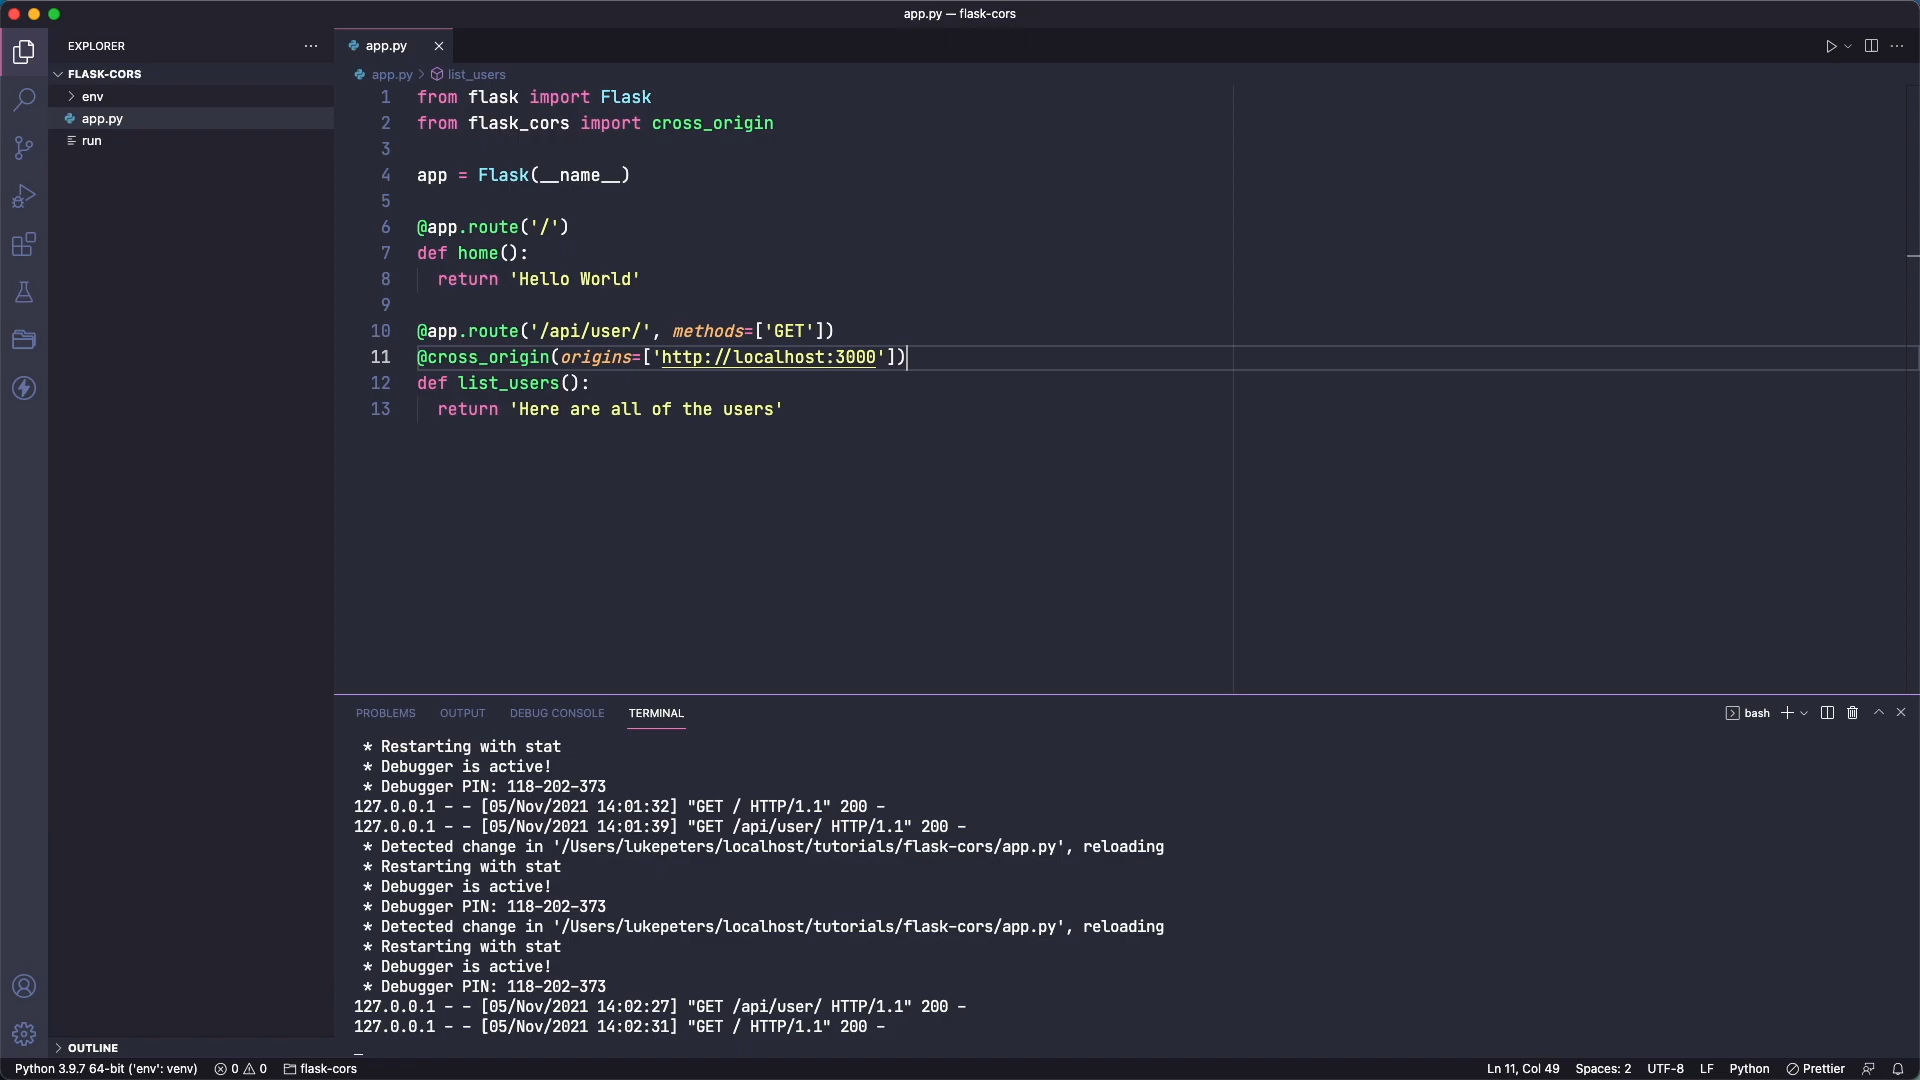 app.py — flask-cors
EXPLORER
FLASK-CORS
env
app.py
run
OUTLINE
app.py
app.py > list_users
1 from flask import Flask
2 from flask_cors import cross_origin
3
4 app = Flask(__name__)
5
6 @app.route('/')
7 def home():
8 return 'Hello World'
9
10 @app.route('/api/user/', methods=['GET'])
11 @cross_origin(origins=['http://localhost:3000'])
12 def list_users():
13 return 'Here are all of the users'
PROBLEMS OUTPUT DEBUG CONSOLE TERMINAL bash
* Restarting with stat
* Debugger is active!
* Debugger PIN: 118-202-373
127.0.0.1 - - [05/Nov/2021 14:01:32] "GET / HTTP/1.1" 200 -
127.0.0.1 - - [05/Nov/2021 14:01:39] "GET /api/user/ HTTP/1.1" 200 -
* Detected change in '/Users/lukepeters/localhost/tutorials/flask-cors/app.py', reloading
* Restarting with stat
* Debugger is active!
* Debugger PIN: 118-202-373
* Detected change in '/Users/lukepeters/localhost/tutorials/flask-cors/app.py', reloading
* Restarting with stat
* Debugger is active!
* Debugger PIN: 118-202-373
127.0.0.1 - - [05/Nov/2021 14:02:27] "GET /api/user/ HTTP/1.1" 200 -
127.0.0.1 - - [05/Nov/2021 14:02:31] "GET / HTTP/1.1" 200 -
Python 3.9.7 64-bit ('env': venv) 0 0 flask-cors Ln 11, Col 49 Spaces: 2 UTF-8 LF Python Prettier